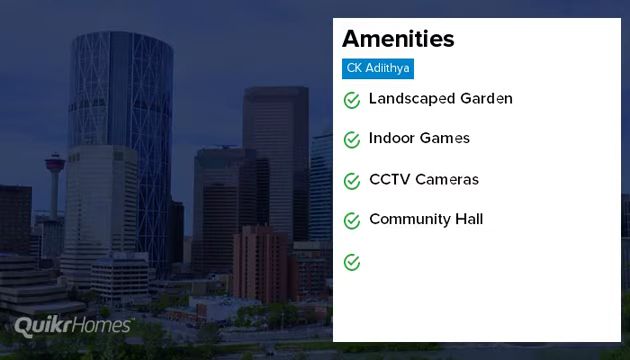 Amenities
CK Adiithya
Landscaped Garden
Indoor Games
CCTV Cameras
Community Hall
QuikrHomes